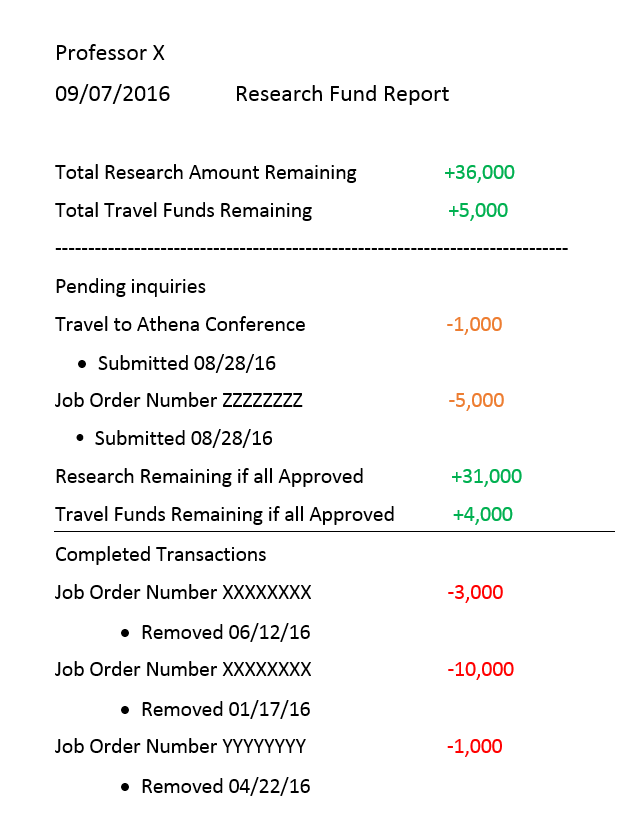 Professor X
09/07/2016 Research Fund Report
Total Research Amount Remaining +36,000
Total Travel Funds Remaining +5,000
--------------------------------------------------------------------------------
Pending inquiries
Travel to Athena Conference -1,000
• Submitted 08/28/16
Job Order Number ZZZZZZZZ -5,000
• Submitted 08/28/16
Research Remaining if all Approved +31,000
Travel Funds Remaining if all Approved +4,000
Completed Transactions
Job Order Number XXXXXXXX -3,000
• Removed 06/12/16
Job Order Number XXXXXXXX -10,000
• Removed 01/17/16
Job Order Number YYYYYYYY -1,000
• Removed 04/22/16